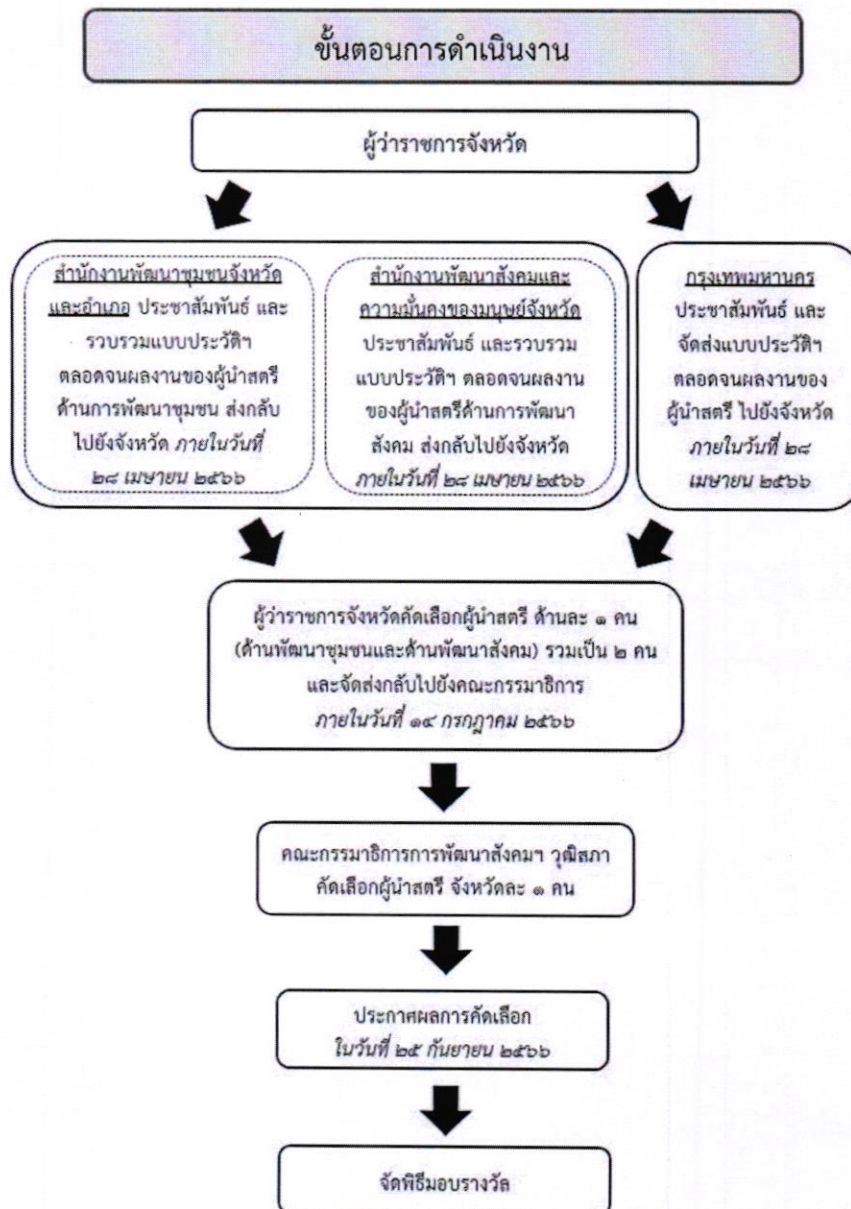 ขั้นตอนการดำเนินงาน
ผู้ว่าราชการจังหวัด
สำนักงานพัฒนาชุมชนจังหวัด
และอำเภอ ประชาสัมพันธ์ และ
รวบรวมแบบประวัติฯ
ตลอดจนผลงานของผู้นำสตรี
ด้านการพัฒนาชุมชน ส่งกลับ
ไปยังจังหวัด ภายในวันที่
๒๘ เมษายน ๒๕๖๖
สำนักงานพัฒนาสังคมและ
ความมั่นคงของมนุษย์จังหวัด
ประชาสัมพันธ์ และรวบรวม
แบบประวัติฯ ตลอดจนผลงาน
ของผู้นำสตรีด้านการพัฒนา
สังคม ส่งกลับไปยังจังหวัด
ภายในวันที่ ๒๘ เมษายน ๒๕๖๖
กรุงเทพมหานคร
ประชาสัมพันธ์ และ
จัดส่งแบบประวัติฯ
ตลอดจนผลงานของ
ผู้นำสตรี ไปยังจังหวัด
ภายในวันที่ ๒๘
เมษายน ๒๕๖๖
ผู้ว่าราชการจังหวัดคัดเลือกผู้นำสตรี ด้านละ ๑ คน
(ด้านพัฒนาชุมชนและด้านพัฒนาสังคม) รวมเป็น ๒ คน
และจัดส่งกลับไปยังคณะกรรมาธิการ
ภายในวันที่ ๑๔ กรกฎาคม ๒๕๖๖
คณะกรรมาธิการการพัฒนาสังคมฯ วุฒิสภา
คัดเลือกผู้นำสตรี จังหวัดละ ๑ คน
ประกาศผลการคัดเลือก
ในวันที่ ๒๕ กันยายน ๒๕๖๖
จัดพิธีมอบรางวัล